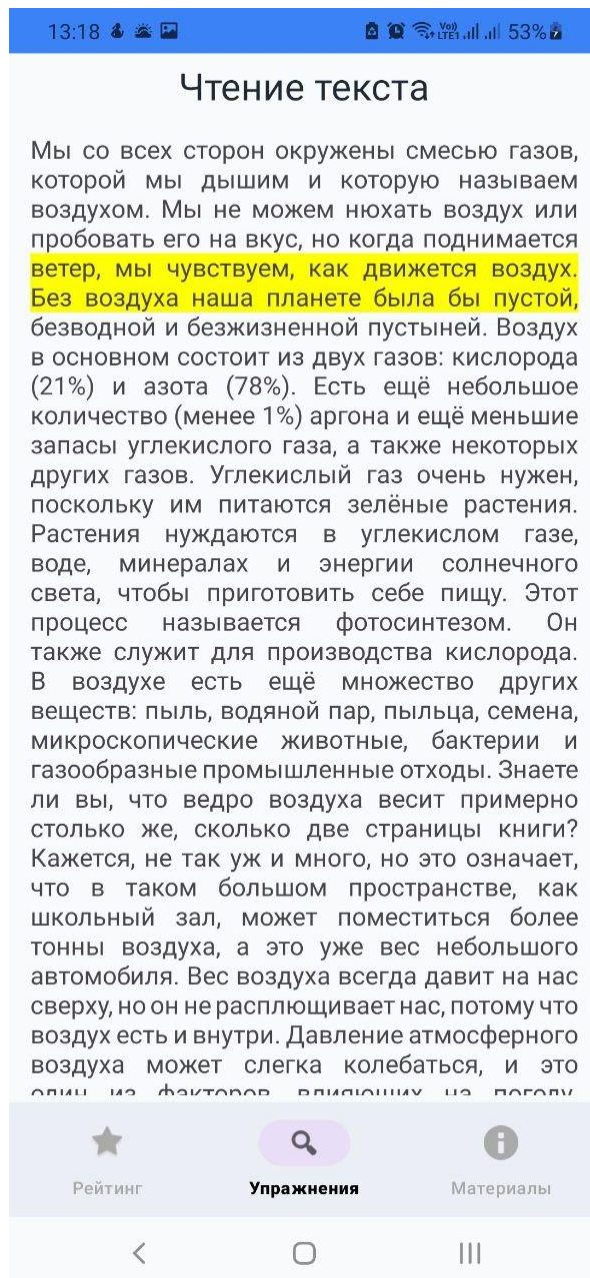 13:18 Vo)) LTE1 53%
Чтение текста
Мы со всех сторон окружены смесью газов,
которой мы дышим и которую называем
воздухом. Мы не можем нюхать воздух или
пробовать его на вкус, но когда поднимается
ветер, мы чувствуем, как движется воздух.
Без воздуха наша планете была бы пустой,
безводной и безжизненной пустыней. Воздух
в основном состоит из двух газов: кислорода
(21%) и азота (78%). Есть ещё небольшое
количество (менее 1%) аргона и ещё меньшие
запасы углекислого газа, а также некоторых
других газов. Углекислый газ очень нужен,
поскольку им питаются зелёные растения.
Растения нуждаются в углекислом газе,
воде, минералах и энергии солнечного
света, чтобы приготовить себе пищу. Этот
процесс называется фотосинтезом. Он
также служит для производства кислорода.
В воздухе есть ещё множество других
веществ: пыль, водяной пар, пыльца, семена,
микроскопические животные, бактерии и
газообразные промышленные отходы. Знаете
ли вы, что ведро воздуха весит примерно
столько же, сколько две страницы книги?
Кажется, не так уж и много, но это означает,
что в таком большом пространстве, как
школьный зал, может поместиться более
тонны воздуха, а это уже вес небольшого
автомобиля. Вес воздуха всегда давит на нас
сверху, но он не расплющивает нас, потому что
воздух есть и внутри. Давление атмосферного
воздуха может слегка колебаться, и это
один из факторов, влияющих на погоду.
Рейтинг
Упражнения
Материалы